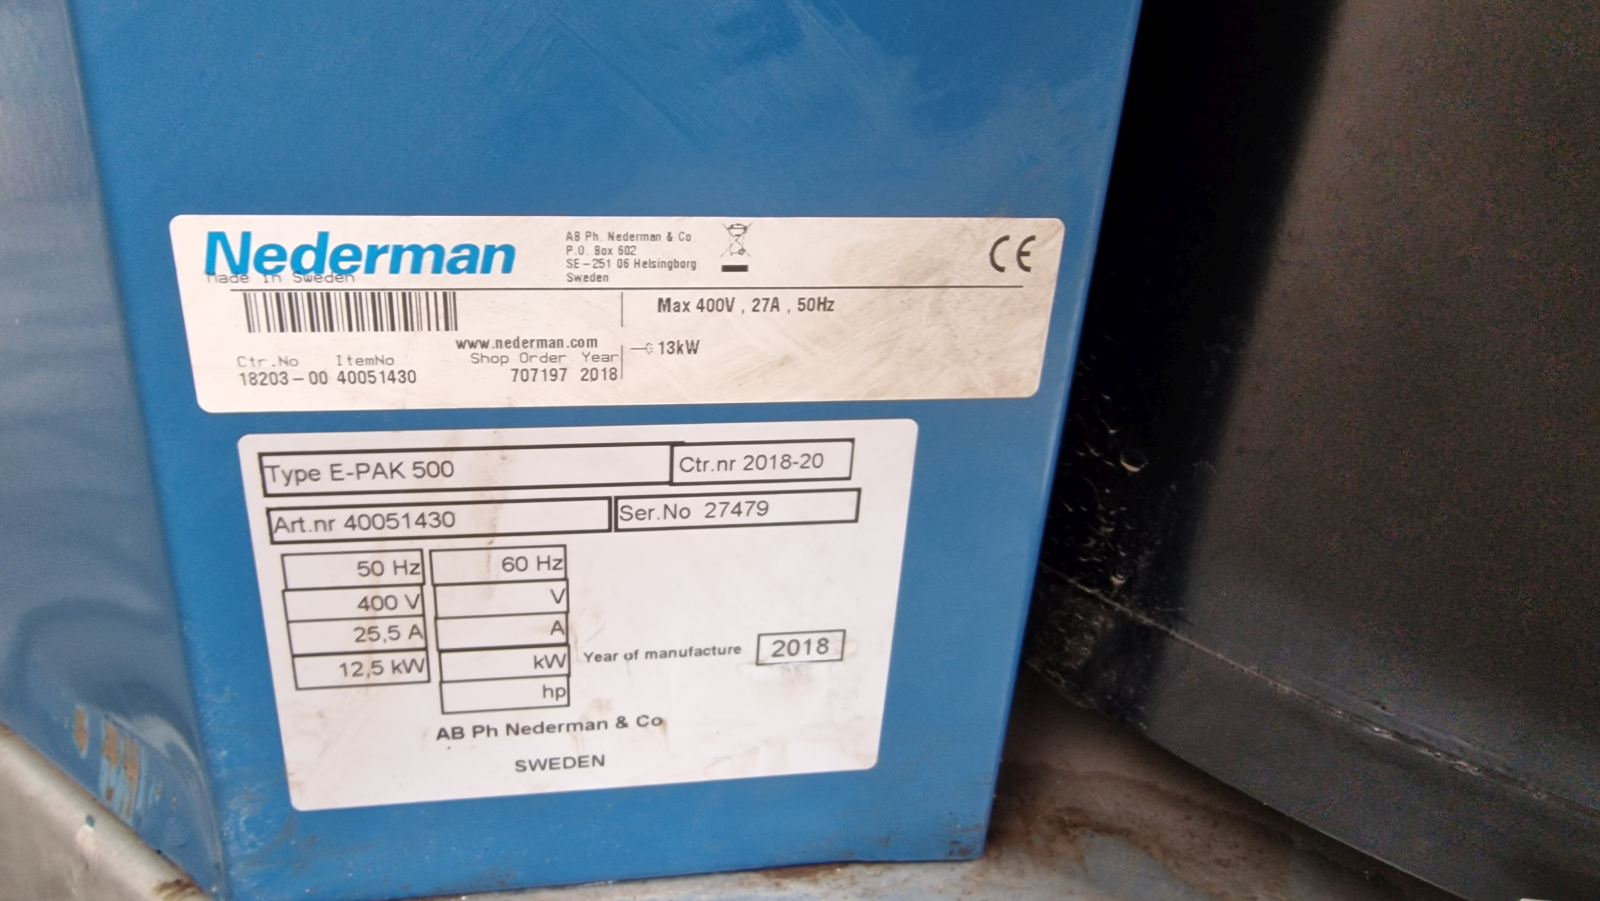 Nederman
Made in Sweden
AB Ph. Nederman & Co
P.O. Box 602
SE-251 06 Helsingborg
Sweden
CE
Max 400V , 27A , 50Hz
www.nederman.com
13kW
Ctr.No ItemNo Shop Order Year
18203-00 40051430 707197 2018
Type E-PAK 500
Ctr.nr 2018-20
Art.nr 40051430
Ser.No 27479
50 Hz 60 Hz
400 V V
25,5 A A
12,5 kW kW
hp
Year of manufacture 2018
AB Ph Nederman & Co
SWEDEN